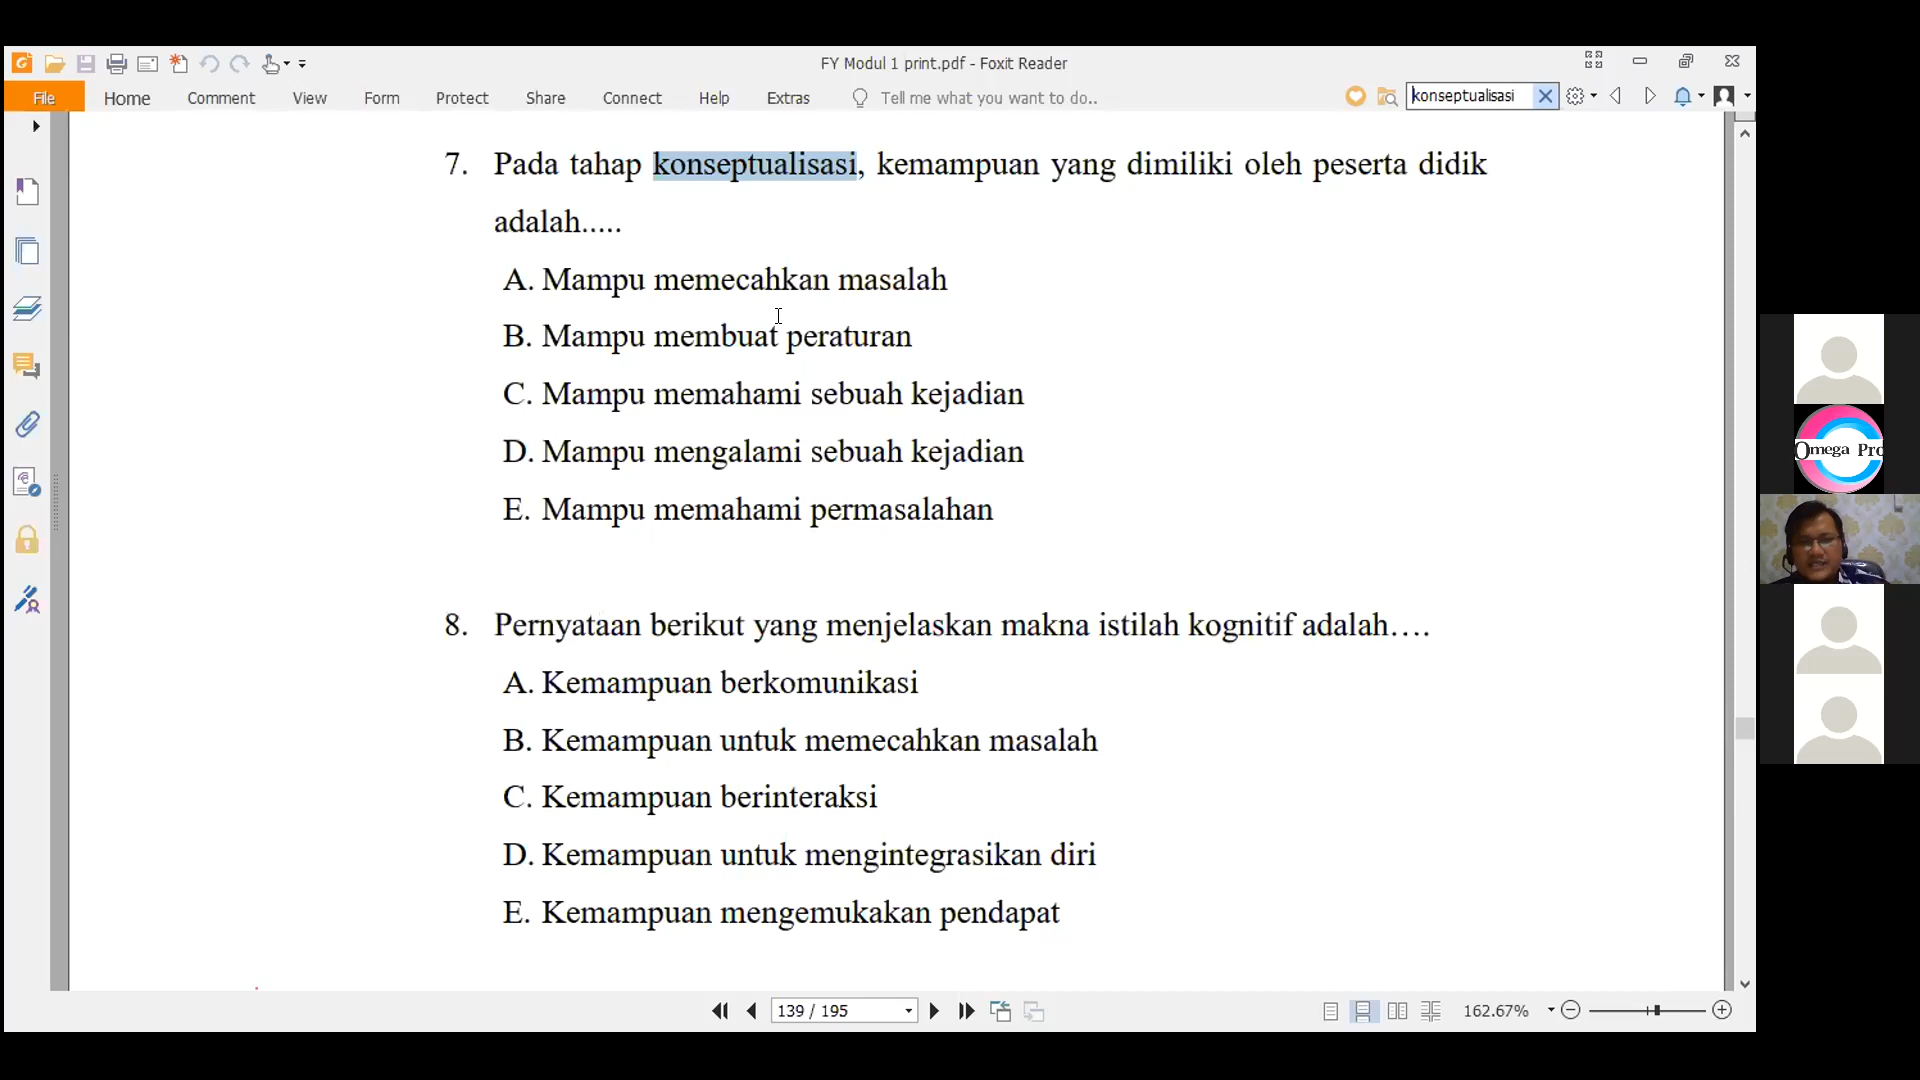 FY Modul 1 print.pdf - Foxit Reader
File Home Comment View Form Protect Share Connect Help Extras Tell me what you want to do.. konseptualisasi
7. Pada tahap konseptualisasi, kemampuan yang dimiliki oleh peserta didik
adalah.....
A. Mampu memecahkan masalah
B. Mampu membuat peraturan
C. Mampu memahami sebuah kejadian
D. Mampu mengalami sebuah kejadian
E. Mampu memahami permasalahan
8. Pernyataan berikut yang menjelaskan makna istilah kognitif adalah….
A. Kemampuan berkomunikasi
B. Kemampuan untuk memecahkan masalah
C. Kemampuan berinteraksi
D. Kemampuan untuk mengintegrasikan diri
E. Kemampuan mengemukakan pendapat
139 / 195
162.67%
Omega Pro